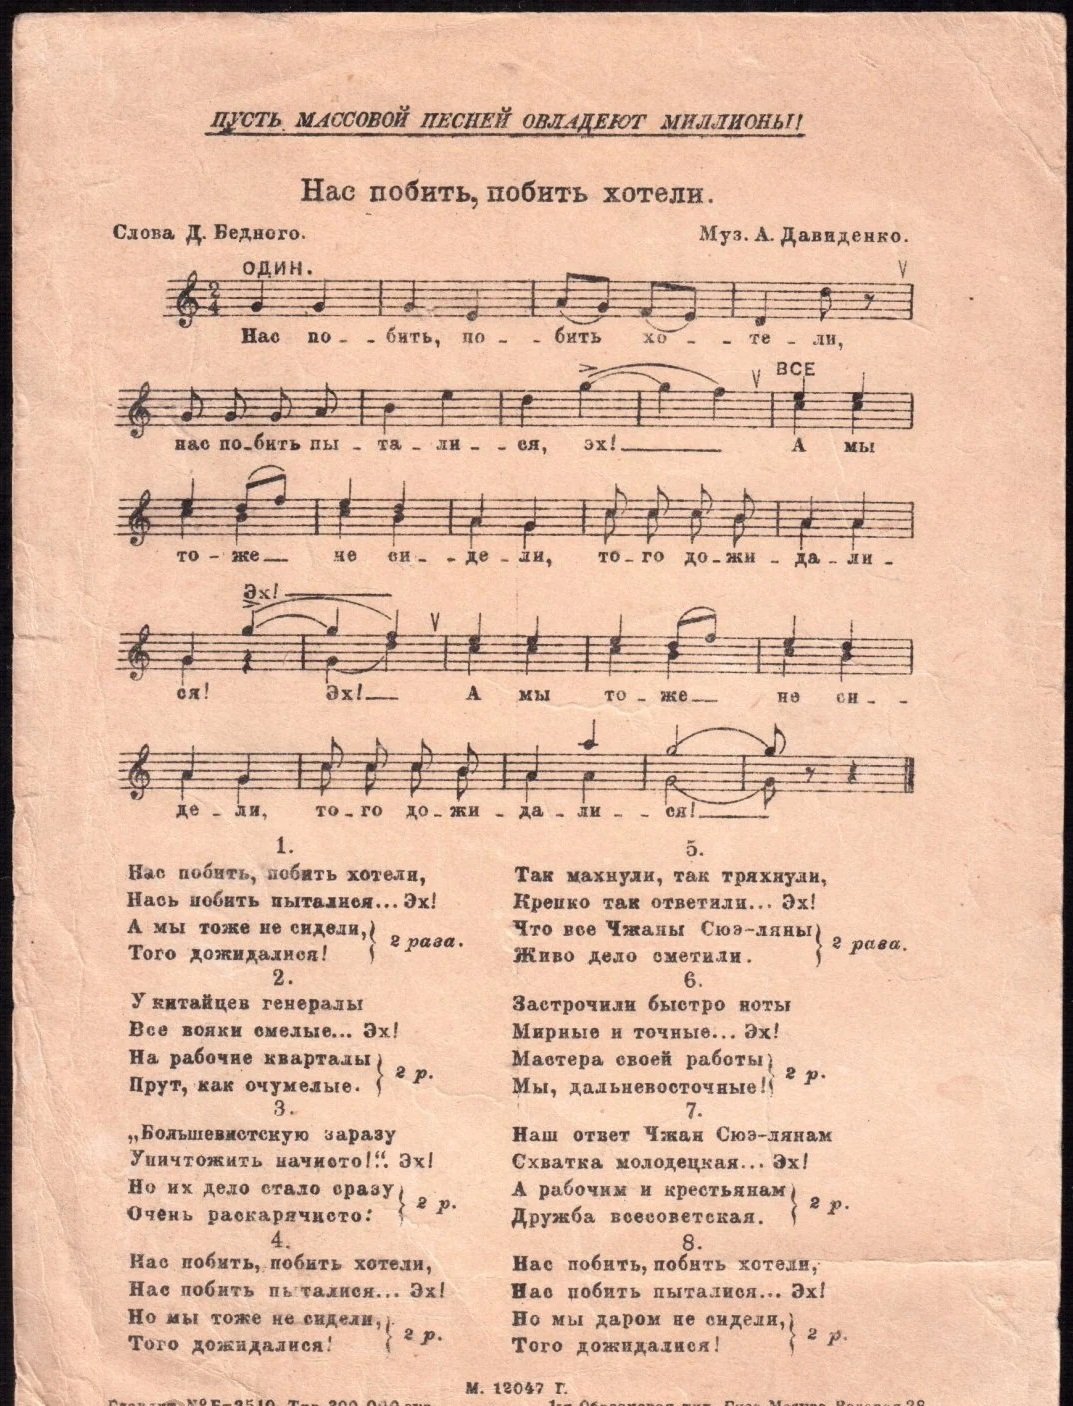 ПУСТЬ МАССОВОЙ ПЕСНЕЙ ОВЛАДЕЮТ МИЛЛИОНЫ!
Нас побить, побить хотели.
Слова Д. Бедного.
Муз. А. Давиденко.
ОДИН.
2
4
Нас по - - бить, по - - бить хо - - те - ли,
ВСЕ
нас по-бить пы - та - ли - - ся, эх! А мы
то - же не си - - де - ли, то - го до - жи - да - ли -
Эх!
ся! Эх! А мы то - же не си - -
де - ли, то - го до - жи - да - ли - - ся!
1.
Нас побить, побить хотели,
Нась побить пыталися... Эх!
А мы тоже не сидели,
Того дожидалися!
} 2 раза.
2.
У китайцев генералы
Все вояки смелые... Эх!
На рабочие кварталы
Прут, как очумелые.
} 2 р.
3.
„Большевистскую заразу
Уничтожить начисто!“. Эх!
Но их дело стало сразу
Очень раскарячисто.
} 2 р.
4.
Нас побить, побить хотели,
Нас побить пыталися... Эх!
Но мы тоже не сидели,
Того дожидалися!
} 2 р.
5.
Так махнули, так тряхнули,
Крепко так ответили... Эх!
Что все Чжаны Сюэ-ляны
Живо дело сметили.
} 2 раза.
6.
Застрочили быстро ноты
Мирные и точные... Эх!
Мастера своей работы
Мы, дальневосточные!
} 2 р.
7.
Наш ответ Чжан Сюэ-лянам
Схватка молодецкая... Эх!
А рабочим и крестьянам
Дружба всесоветская.
} 2 р.
8.
Нас побить, побить хотели,
Нас побить пыталися... Эх!
Но мы даром не сидели,
Того дожидалися!
} 2 р.
М. 12047 Г.